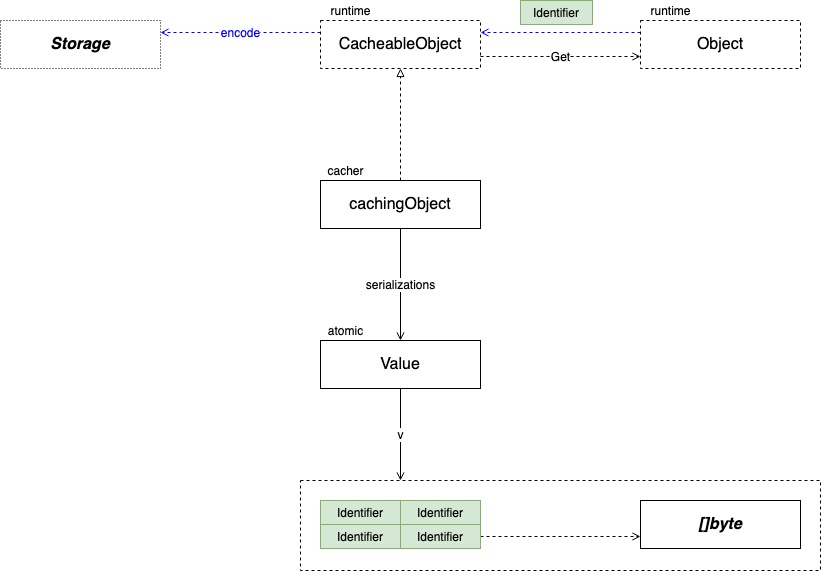 runtime
Identifier
runtime
Storage
encode
CacheableObject
Object
Get
cacher
cachingObject
serializations
atomic
Value
v
Identifier Identifier
Identifier Identifier
[]byte